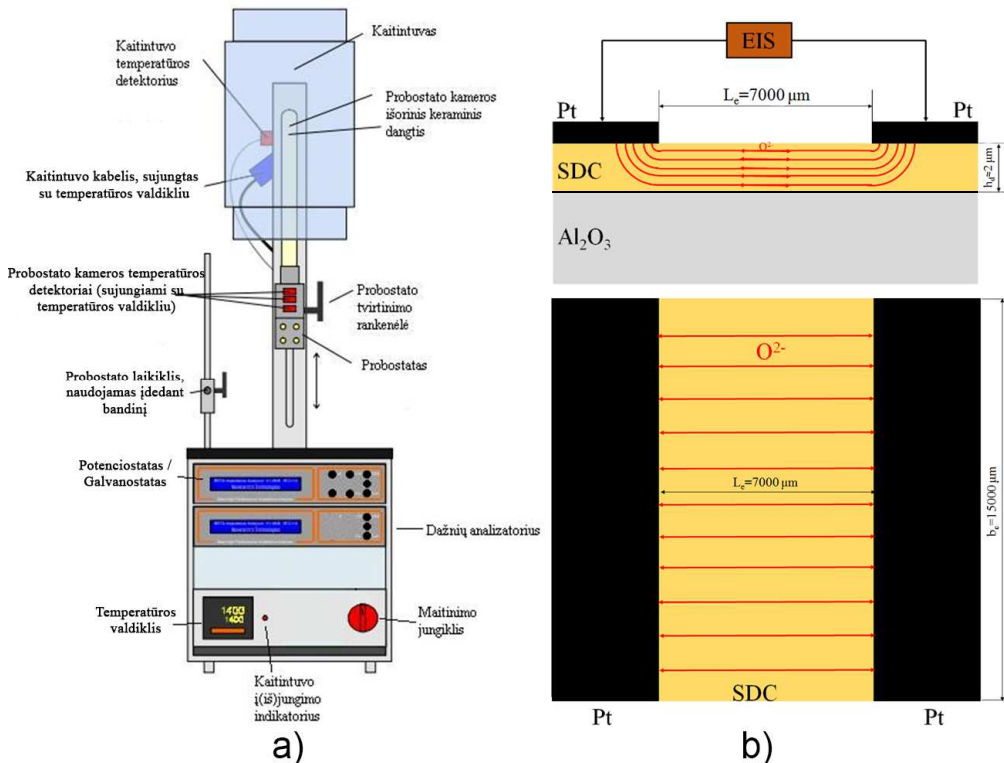 Kaitintuvo
temperatūros
detektorius
Kaitintuvas
Probostato kameros
išorinis keraminis
dangtis
Kaitintuvo kabelis, sujungtas
su temperatūros valdikliu
Probostato kameros temperatūros
detektoriai (sujungiami su
temperatūros valdikliu)
Probostato
tvirtinimo
rankenėlė
Probostatas
Probostato laikiklis,
naudojamas įdedant
bandinį
Potenciostatas /
Galvanostatas
Dažnių analizatorius
Temperatūros
valdiklis
1400
1400
Maitinimo
jungiklis
Kaitintuvo
į(iš)jungimo
indikatorius
a)
EIS
Lₑ=7000 µm
Pt
Pt
O²⁻
SDC
h_d≈2 µm
Al₂O₃
O²⁻
Lₑ=7000 µm
bₑ=15000 µm
SDC
Pt
Pt
b)